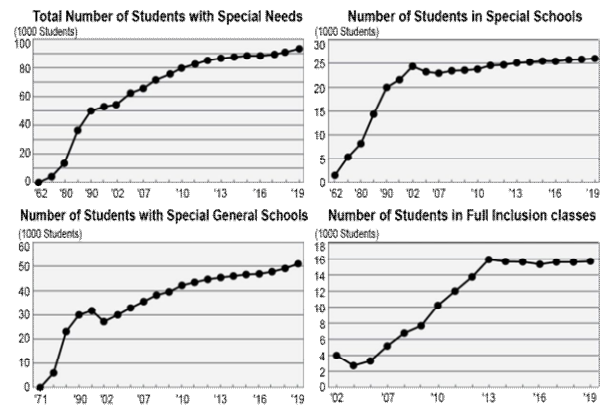 Total Number of Students with Special Needs
(1000 Students)
100
80
60
40
20
0
'62 '80 '90 '02 '07 '10 '13 '16 '19
Number of Students in Special Schools
(1000 Students)
30
25
20
15
10
5
0
'62 '80 '90 '02 '07 '10 '13 '16 '19
Number of Students with Special General Schools
(1000 Students)
60
50
40
30
20
10
0
'71 '90 '02 '07 '10 '13 '16 '19
Number of Students in Full Inclusion classes
(1000 Students)
18
16
14
12
10
8
6
4
2
0
'02 '07 '10 '13 '16 '19